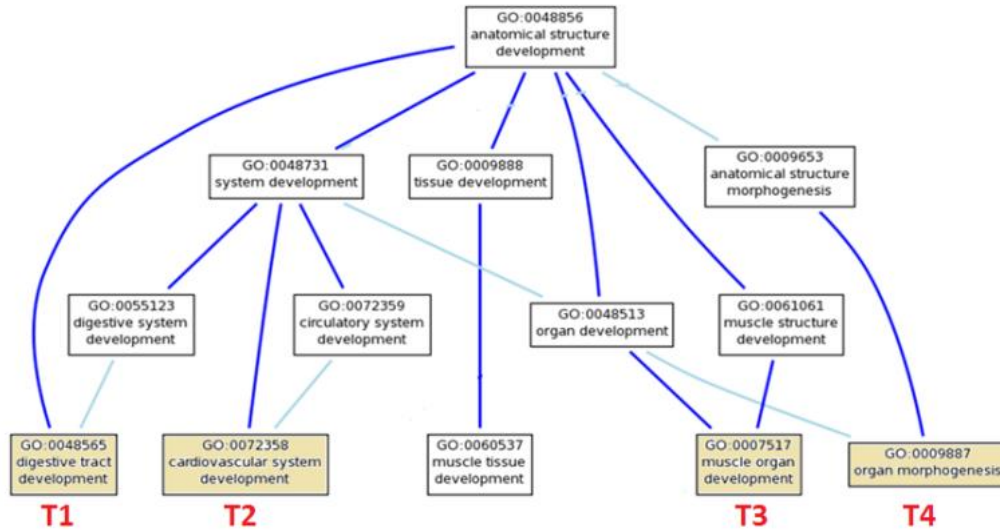 GO:0048856
anatomical structure
development
GO:0048731
system development
GO:0009888
tissue development
GO:0009653
anatomical structure
morphogenesis
GO:0055123
digestive system
development
GO:0072359
circulatory system
development
GO:0048513
organ development
GO:0061061
muscle structure
development
GO:0048565
digestive tract
development
GO:0072358
cardiovascular system
development
GO:0060537
muscle tissue
development
GO:0007517
muscle organ
development
GO:0009887
organ morphogenesis
T1
T2
T3
T4